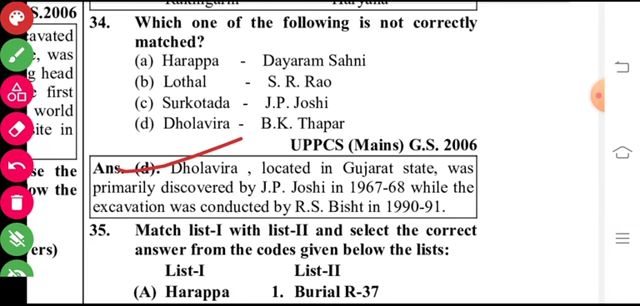 S.2006
cavated
, was
g head
first
world
site in
se the
ow the
ers)
34. Which one of the following is not correctly
matched?
(a) Harappa - Dayaram Sahni
(b) Lothal - S. R. Rao
(c) Surkotada - J.P. Joshi
(d) Dholavira - B.K. Thapar
UPPCS (Mains) G.S. 2006
Ans. (d): Dholavira , located in Gujarat state, was
primarily discovered by J.P. Joshi in 1967-68 while the
excavation was conducted by R.S. Bisht in 1990-91.
35. Match list-I with list-II and select the correct
answer from the codes given below the lists:
List-I List-II
(A) Harappa 1. Burial R-37